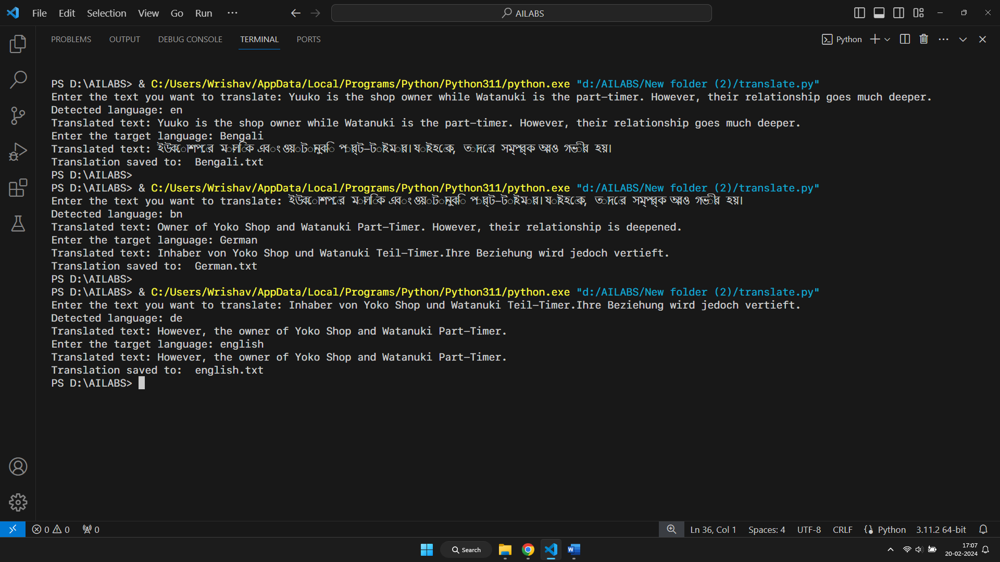 File Edit Selection View Go Run ··· AILABS
PROBLEMS OUTPUT DEBUG CONSOLE TERMINAL PORTS Python
PS D:\AILABS> & C:/Users/Wrishav/AppData/Local/Programs/Python/Python311/python.exe "d:/AILABS/New folder (2)/translate.py"
Enter the text you want to translate: Yuuko is the shop owner while Watanuki is the part-timer. However, their relationship goes much deeper.
Detected language: en
Translated text: Yuuko is the shop owner while Watanuki is the part-timer. However, their relationship goes much deeper.
Enter the target language: Bengali
Translated text: ইউকো শপের মালিক এবং ওয়াটানুকি পার্ট-টাইমার। যাইহোক, তাদের সম্পর্ক আরও গভীর হয়।
Translation saved to:  Bengali.txt
PS D:\AILABS>
PS D:\AILABS> & C:/Users/Wrishav/AppData/Local/Programs/Python/Python311/python.exe "d:/AILABS/New folder (2)/translate.py"
Enter the text you want to translate: ইউকো শপের মালিক এবং ওয়াটানুকি পার্ট-টাইমার। যাইহোক, তাদের সম্পর্ক আরও গভীর হয়।
Detected language: bn
Translated text: Owner of Yoko Shop and Watanuki Part-Timer. However, their relationship is deepened.
Enter the target language: German
Translated text: Inhaber von Yoko Shop und Watanuki Teil-Timer.Ihre Beziehung wird jedoch vertieft.
Translation saved to:  German.txt
PS D:\AILABS>
PS D:\AILABS> & C:/Users/Wrishav/AppData/Local/Programs/Python/Python311/python.exe "d:/AILABS/New folder (2)/translate.py"
Enter the text you want to translate: Inhaber von Yoko Shop und Watanuki Teil-Timer.Ihre Beziehung wird jedoch vertieft.
Detected language: de
Translated text: However, the owner of Yoko Shop and Watanuki Part-Timer.
Enter the target language: english
Translated text: However, the owner of Yoko Shop and Watanuki Part-Timer.
Translation saved to:  english.txt
PS D:\AILABS>
0 0 0 Ln 36, Col 1 Spaces: 4 UTF-8 CRLF Python 3.11.2 64-bit
Search 17:07
20-02-2024